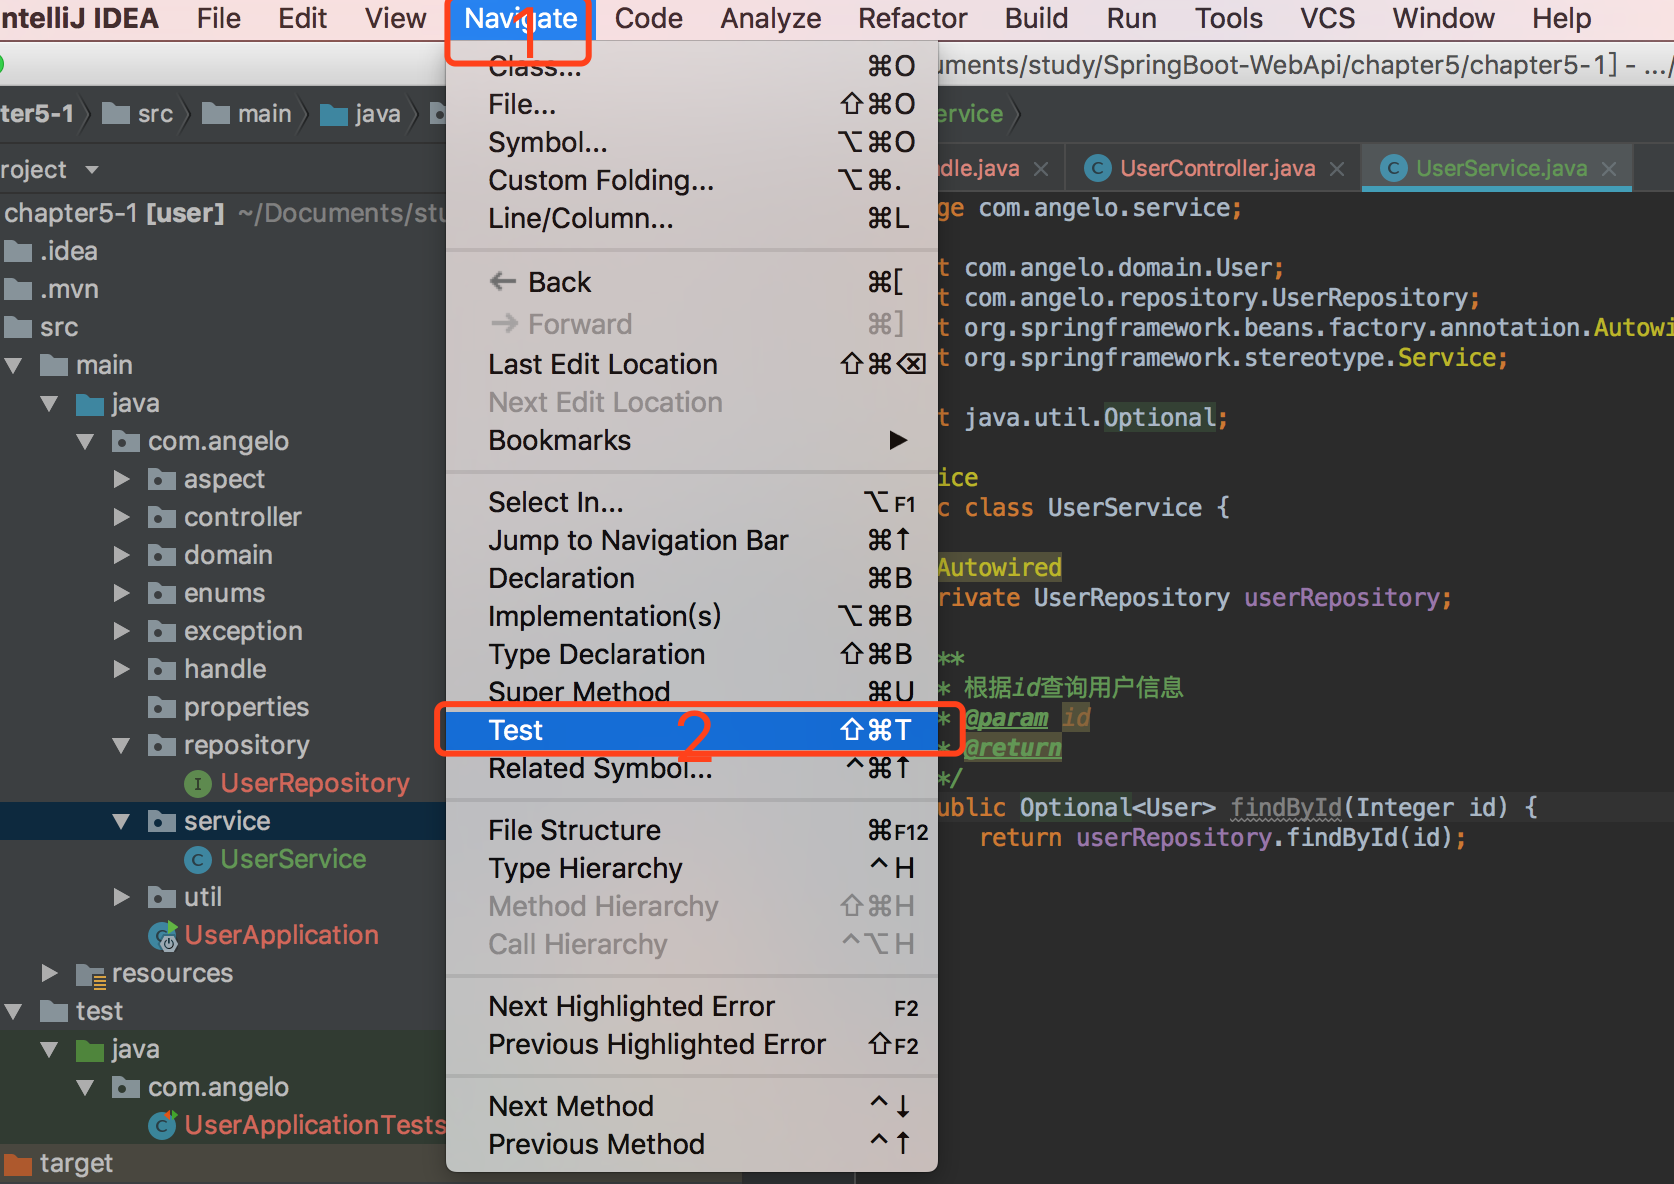 ntelliJ IDEA File Edit View Navigate Code Analyze Refactor Build Run Tools VCS Window Help
1
uments/study/SpringBoot-WebApi/chapter5/chapter5-1] - .../
ter5-1 src main java ervice
roject
dle.java UserController.java UserService.java
chapter5-1 [user] ~/Documents/stu
.idea
.mvn
src
main
java
com.angelo
aspect
controller
domain
enums
exception
handle
properties
repository
UserRepository
service
UserService
util
UserApplication
resources
test
java
com.angelo
UserApplicationTests
target
Class... ⌘O
File... ⇧⌘O
Symbol... ⌥⌘O
Custom Folding... ⌥⌘.
Line/Column... ⌘L
← Back ⌘[
→ Forward ⌘]
Last Edit Location ⇧⌘⌫
Next Edit Location
Bookmarks ▶
Select In... ⌥F1
Jump to Navigation Bar ⌘↑
Declaration ⌘B
Implementation(s) ⌥⌘B
Type Declaration ⇧⌘B
Super Method ⌘U
Test ⇧⌘T
2
Related Symbol... ^⌘↑
File Structure ⌘F12
Type Hierarchy ^H
Method Hierarchy ⇧⌘H
Call Hierarchy ^⌥H
Next Highlighted Error F2
Previous Highlighted Error ⇧F2
Next Method ^↓
Previous Method ^↑
ge com.angelo.service;
t com.angelo.domain.User;
t com.angelo.repository.UserRepository;
t org.springframework.beans.factory.annotation.Autowi
t org.springframework.stereotype.Service;
t java.util.Optional;
ice
c class UserService {
Autowired
rivate UserRepository userRepository;
**
* 根据id查询用户信息
* @param id
* @return
*/
ublic Optional<User> findById(Integer id) {
return userRepository.findById(id);